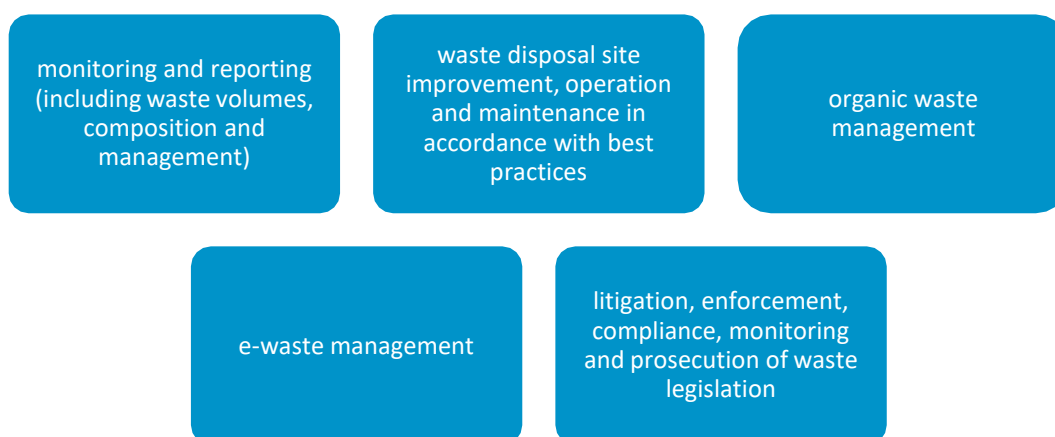 monitoring and reporting
(including waste volumes,
composition and
management)
waste disposal site
improvement, operation
and maintenance in
accordance with best
practices
organic waste
management
e-waste management
litigation, enforcement,
compliance, monitoring
and prosecution of waste
legislation